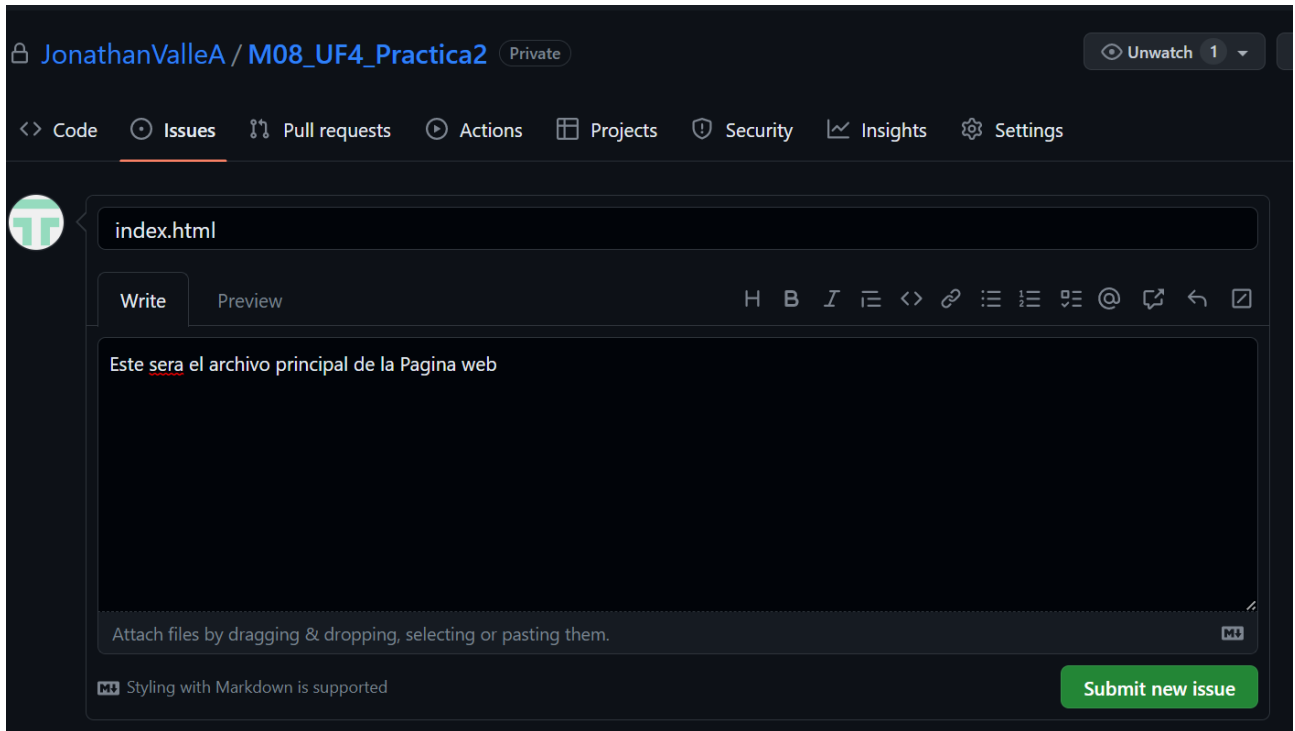 JonathanValleA / M08_UF4_Practica2 Private Unwatch 1
Code Issues Pull requests Actions Projects Security Insights Settings
index.html
Write Preview
Este sera el archivo principal de la Pagina web
Attach files by dragging & dropping, selecting or pasting them.
Styling with Markdown is supported
Submit new issue